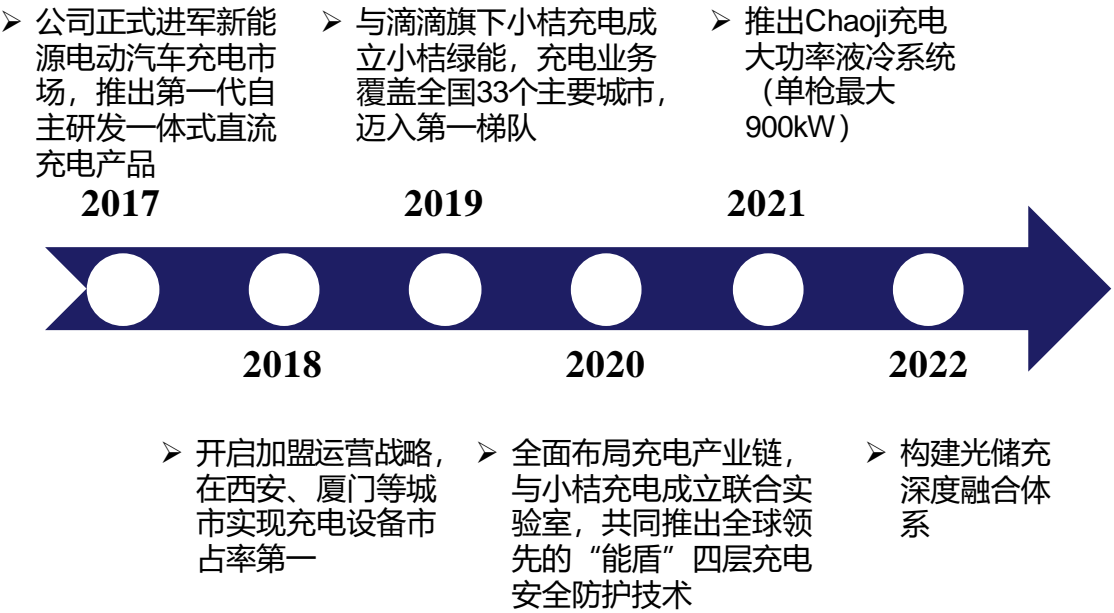 ➢ 公司正式进军新能
源电动汽车充电市
场，推出第一代自
主研发一体式直流
充电产品
2017
➢ 与滴滴旗下小桔充电成
立小桔绿能，充电业务
覆盖全国33个主要城市，
迈入第一梯队
2019
➢ 推出Chaoji充电
大功率液冷系统
（单枪最大
900kW）
2021
2018
➢ 开启加盟运营战略，
在西安、厦门等城
市实现充电设备市
占率第一
2020
➢ 全面布局充电产业链，
与小桔充电成立联合实
验室，共同推出全球领
先的“能盾”四层充电
安全防护技术
2022
➢ 构建光储充
深度融合体
系